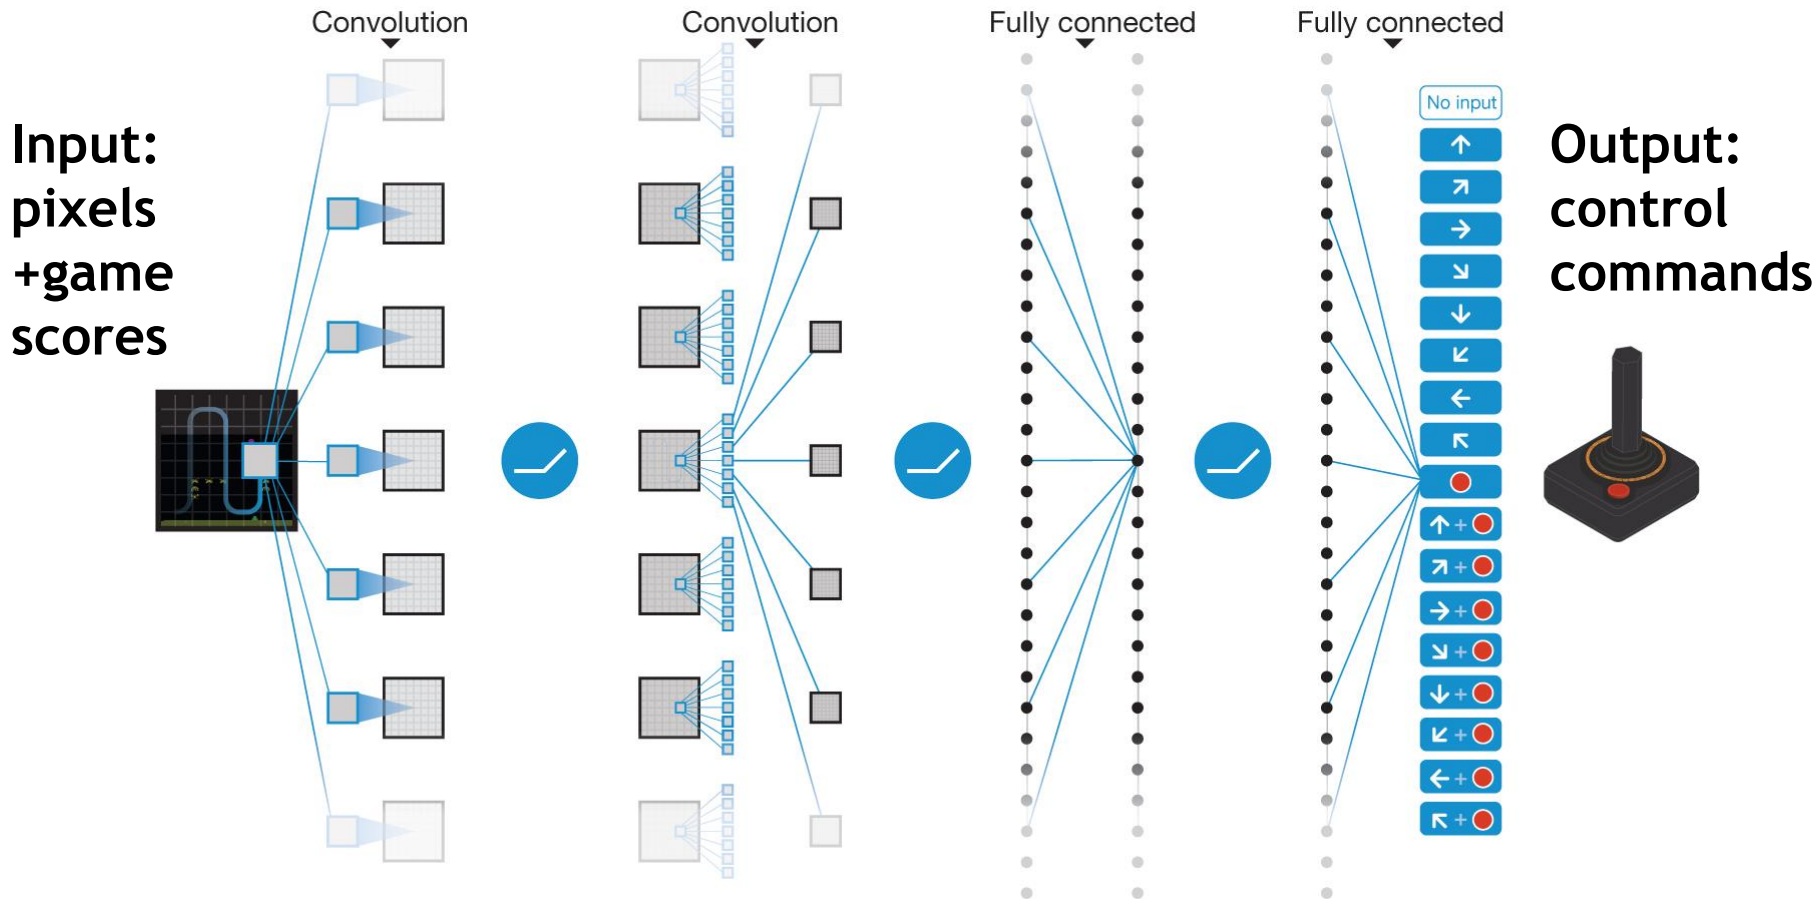 Convolution
Convolution
Fully connected
Fully connected
Input:
pixels
+game
scores
No input
↑
↗
→
↘
↓
↙
←
↖
↑ +
↗ +
→ +
↘ +
↓ +
↙ +
← +
↖ +
Output:
control
commands